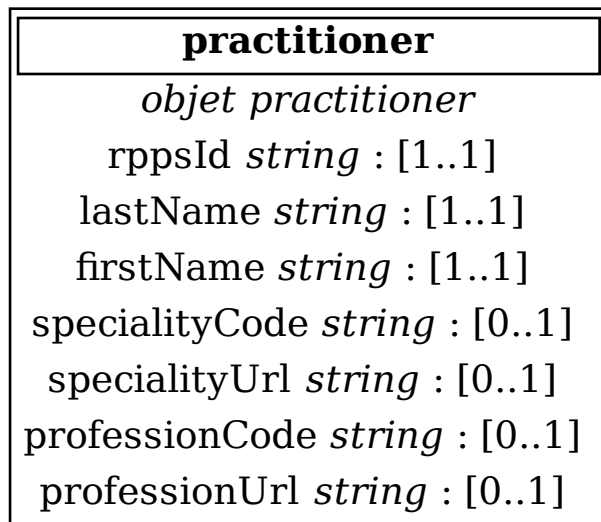 practitioner
objet practitioner
rppsId string : [1..1]
lastName string : [1..1]
firstName string : [1..1]
specialityCode string : [0..1]
specialityUrl string : [0..1]
professionCode string : [0..1]
professionUrl string : [0..1]